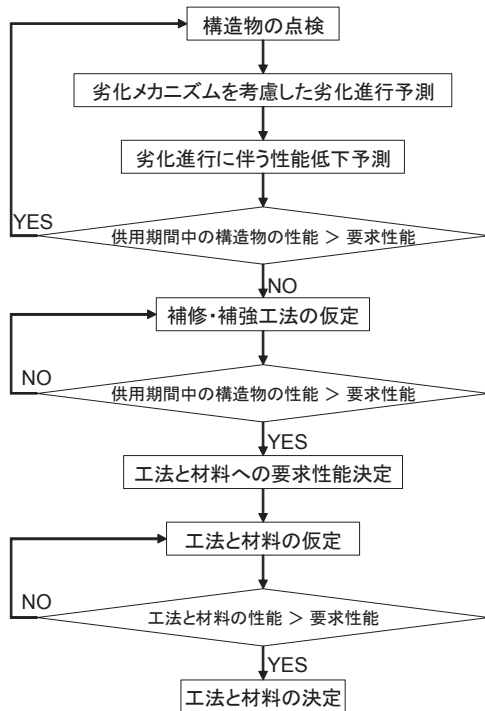 構造物の点検
劣化メカニズムを考慮した劣化進行予測
劣化進行に伴う性能低下予測
YES
供用期間中の構造物の性能 > 要求性能
NO
補修・補強工法の仮定
NO
供用期間中の構造物の性能 > 要求性能
YES
工法と材料への要求性能決定
工法と材料の仮定
NO
工法と材料の性能 > 要求性能
YES
工法と材料の決定